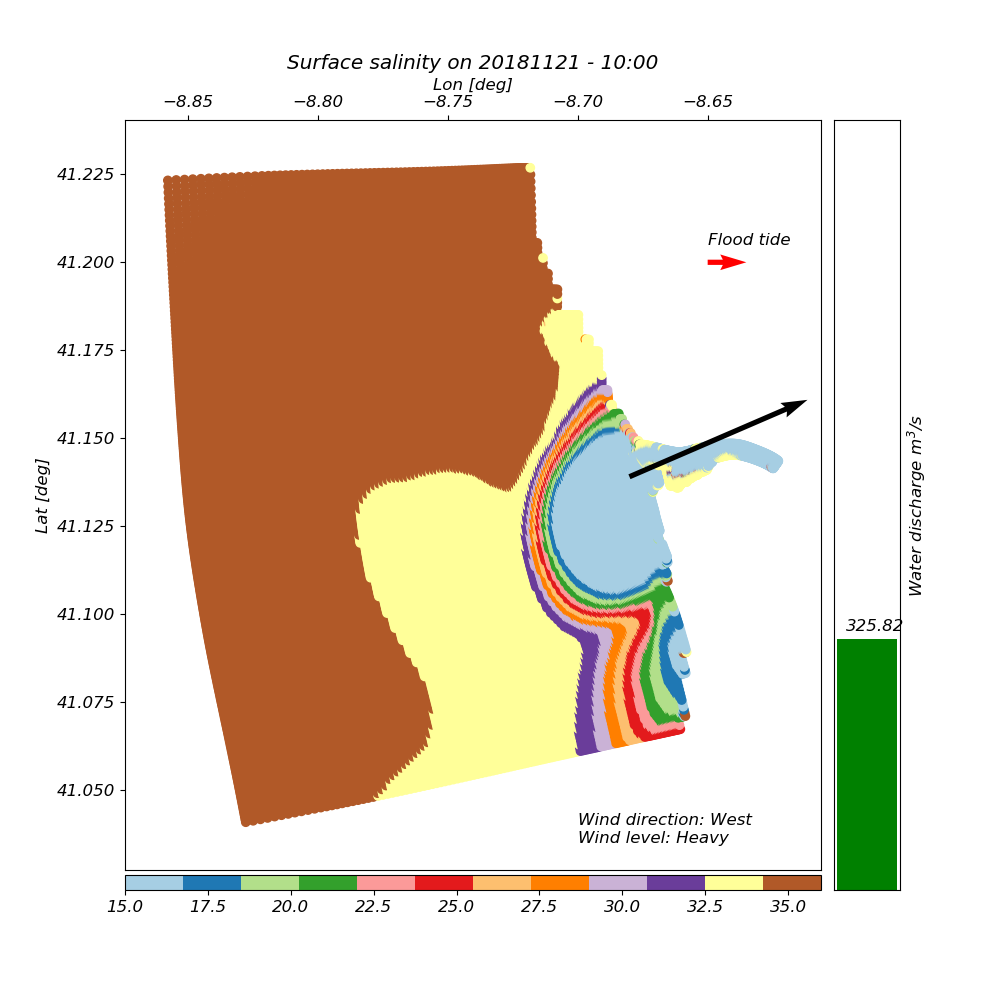 Surface salinity on 20181121 - 10:00
Lon [deg]
−8.85 −8.80 −8.75 −8.70 −8.65
41.225
41.200
41.175
41.150
41.125
41.100
41.075
41.050
Lat [deg]
Flood tide
Wind direction: West
Wind level: Heavy
325.82
Water discharge m³/s
15.0 17.5 20.0 22.5 25.0 27.5 30.0 32.5 35.0